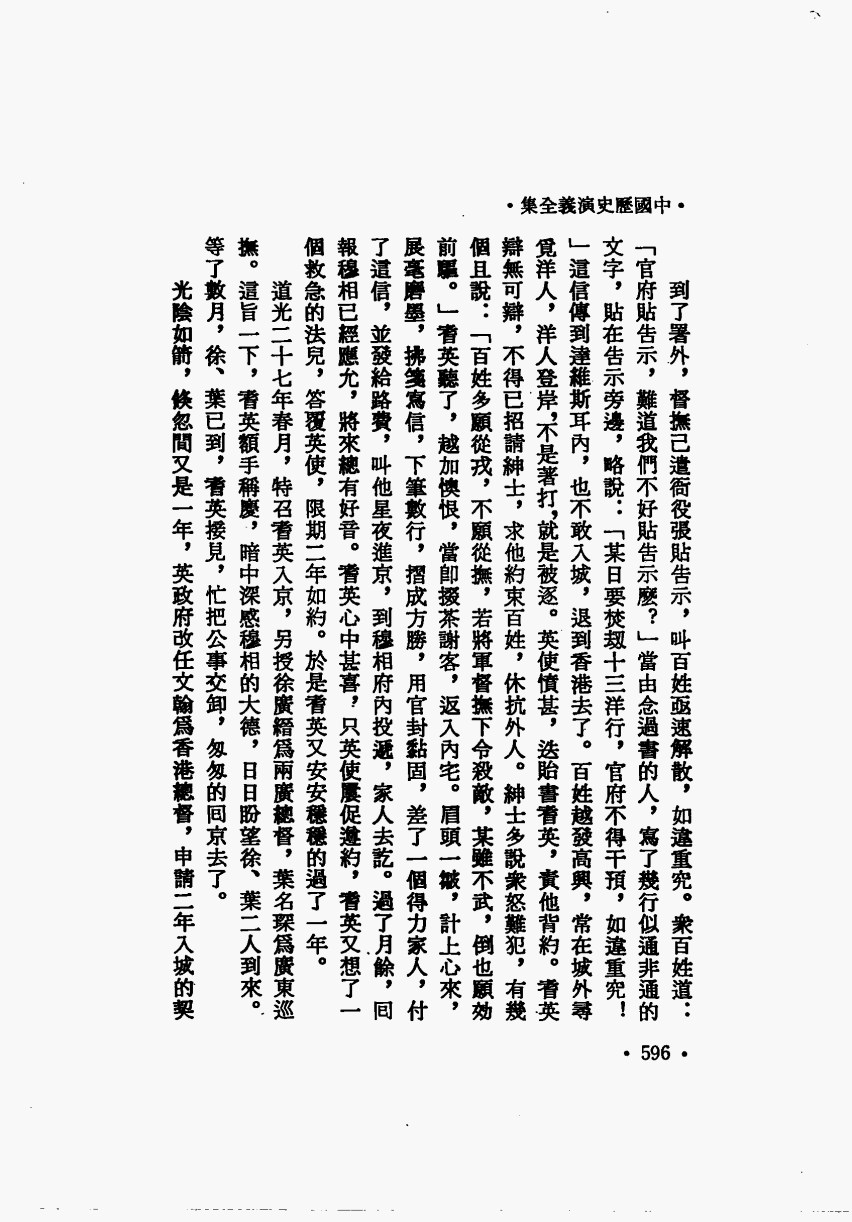 •中國歷史演義全集•
到了署外，督撫已遣衙役張貼告示，叫百姓亟速解散，如違重究。衆百姓道：
「官府貼告示，難道我們不好貼告示麼？」當由念過書的人，寫了幾行似通非通的
文字，貼在告示旁邊，略說：「某日要焚刼十三洋行，官府不得干預，如違重究！
」這信傳到達維斯耳內，也不敢入城，退到香港去了。百姓越發高興，常在城外尋
覓洋人，洋人登岸，不是著打，就是被逐。英使憤甚，迭貽書耆英，責他背約。耆英
辯無可辯，不得已招請紳士，求他約束百姓，休抗外人。紳士多說衆怒難犯，有幾
個且說：「百姓多願從戎，不願從撫，若將軍督撫下令殺敵，某雖不武，倒也願効
前驅。」耆英聽了，越加懊恨，當卽掇茶謝客，返入內宅。眉頭一皺，計上心來，
展毫磨墨，拂箋寫信，下筆數行，摺成方勝，用官封黏固，差了一個得力家人，付
了這信，並發給路費，叫他星夜進京，到穆相府內投遞，家人去訖。過了月餘，回
報穆相已經應允，將來總有好音。耆英心中甚喜，只英使屢促遵約，耆英又想了一
個救急的法兒，答覆英使，限期二年如約。於是耆英又安安穩穩的過了一年。
道光二十七年春月，特召耆英入京，另授徐廣縉爲兩廣總督，葉名琛爲廣東巡
撫。這旨一下，耆英額手稱慶，暗中深感穆相的大德，日日盼望徐、葉二人到來。
等了數月，徐、葉已到，耆英接見，忙把公事交卸，匆匆的回京去了。
光陰如箭，倏忽間又是一年，英政府改任文翰爲香港總督，申請二年入城的契
•596•